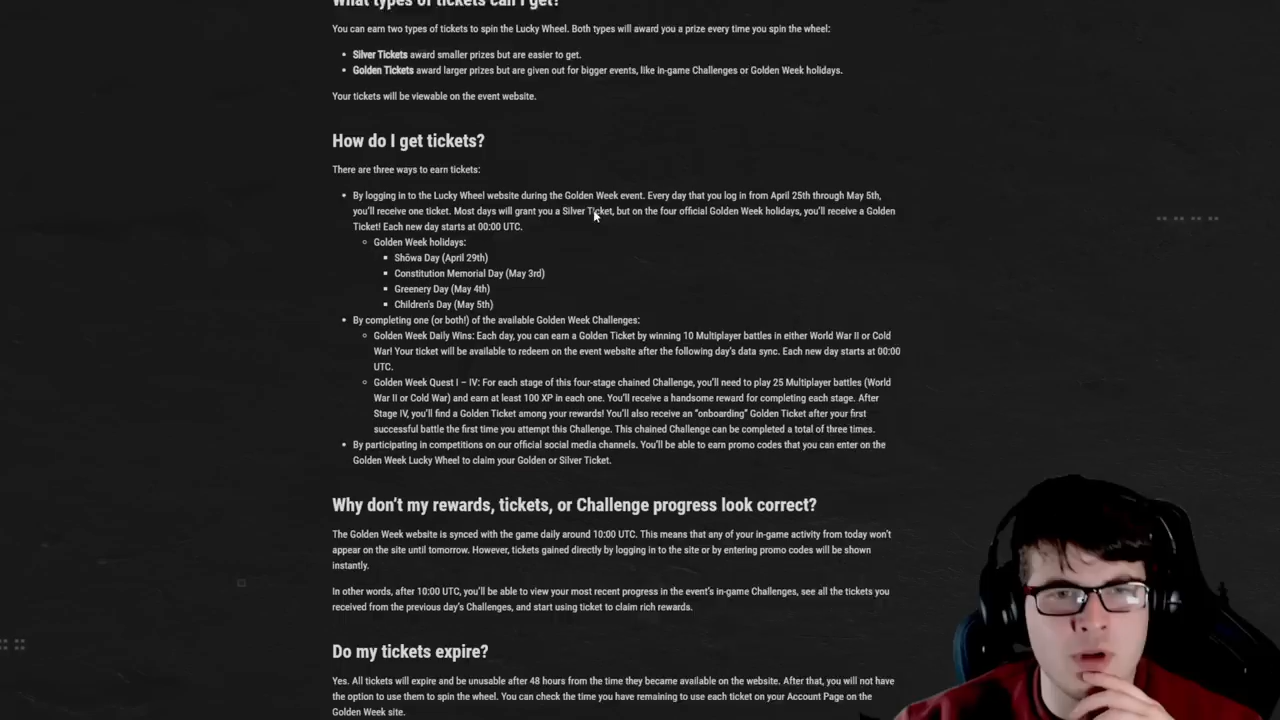 What types of tickets can I get?
You can earn two types of tickets to spin the Lucky Wheel. Both types will award you a prize every time you spin the wheel:
Silver Tickets award smaller prizes but are easier to get.
Golden Tickets award larger prizes but are given out for bigger events, like in-game Challenges or Golden Week holidays.
Your tickets will be viewable on the event website.
How do I get tickets?
There are three ways to earn tickets:
By logging in to the Lucky Wheel website during the Golden Week event. Every day that you log in from April 25th through May 5th,
you'll receive one ticket. Most days will grant you a Silver Ticket, but on the four official Golden Week holidays, you'll receive a Golden
Ticket! Each new day starts at 00:00 UTC.
Golden Week holidays:
Shōwa Day (April 29th)
Constitution Memorial Day (May 3rd)
Greenery Day (May 4th)
Children's Day (May 5th)
By completing one (or both!) of the available Golden Week Challenges:
Golden Week Daily Wins: Each day, you can earn a Golden Ticket by winning 10 Multiplayer battles in either World War II or Cold
War! Your ticket will be available to redeem on the event website after the following day's data sync. Each new day starts at 00:00
UTC.
Golden Week Quest I – IV: For each stage of this four-stage chained Challenge, you'll need to play 25 Multiplayer battles (World
War II or Cold War) and earn at least 100 XP in each one. You'll receive a handsome reward for completing each stage. After
Stage IV, you'll find a Golden Ticket among your rewards! You'll also receive an "onboarding" Golden Ticket after your first
successful battle the first time you attempt this Challenge. This chained Challenge can be completed a total of three times.
By participating in competitions on our official social media channels. You'll be able to earn promo codes that you can enter on the
Golden Week Lucky Wheel to claim your Golden or Silver Ticket.
Why don't my rewards, tickets, or Challenge progress look correct?
The Golden Week website is synced with the game daily around 10:00 UTC. This means that any of your in-game activity from today won't
appear on the site until tomorrow. However, tickets gained directly by logging in to the site or by entering promo codes will be shown
instantly.
In other words, after 10:00 UTC, you'll be able to view your most recent progress in the event's in-game Challenges, see all the tickets you
received from the previous day's Challenges, and start using ticket to claim rich rewards.
Do my tickets expire?
Yes. All tickets will expire and be unusable after 48 hours from the time they became available on the website. After that, you will not have
the option to use them to spin the wheel. You can check the time you have remaining to use each ticket on your Account Page on the
Golden Week site.